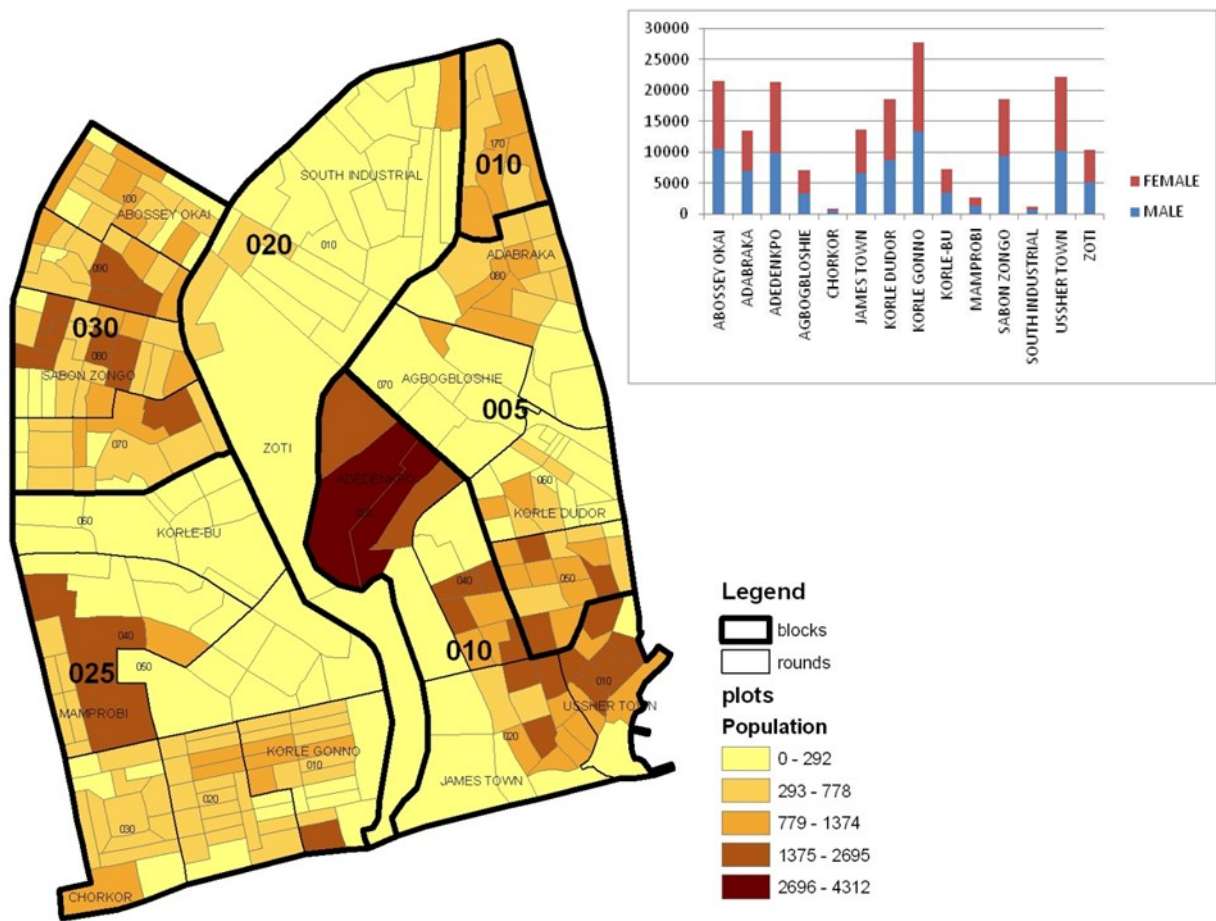 30000
25000
20000
15000
10000
5000
0
FEMALE
MALE
ABOSSEY OKAI
ADABRAKA
ADEDENKPO
AGBOGBLOSHIE
CHORKOR
JAMES TOWN
KORLE DUDOR
KORLE GONNO
KORLE-BU
MAMPROBI
SABON ZONGO
SOUTH INDUSTRIAL
USSHER TOWN
ZOTI
170
010
SOUTH INDUSTRIAL
100
ABOSSEY OKAI
020
010
ADABRAKA
080
090
030
080
SABON ZONGO
070
AGBOGBLOSHIE
005
070
ZOTI
ADEDENKPO
060
KORLE DUDOR
060
KORLE-BU
050
040
040
050
010
025
MAMPROBI
010
USSHER TOWN
020
KORLE GONNO
010
JAMES TOWN
020
030
CHORKOR
Legend
blocks
rounds
plots
Population
0 - 292
293 - 778
779 - 1374
1375 - 2695
2696 - 4312